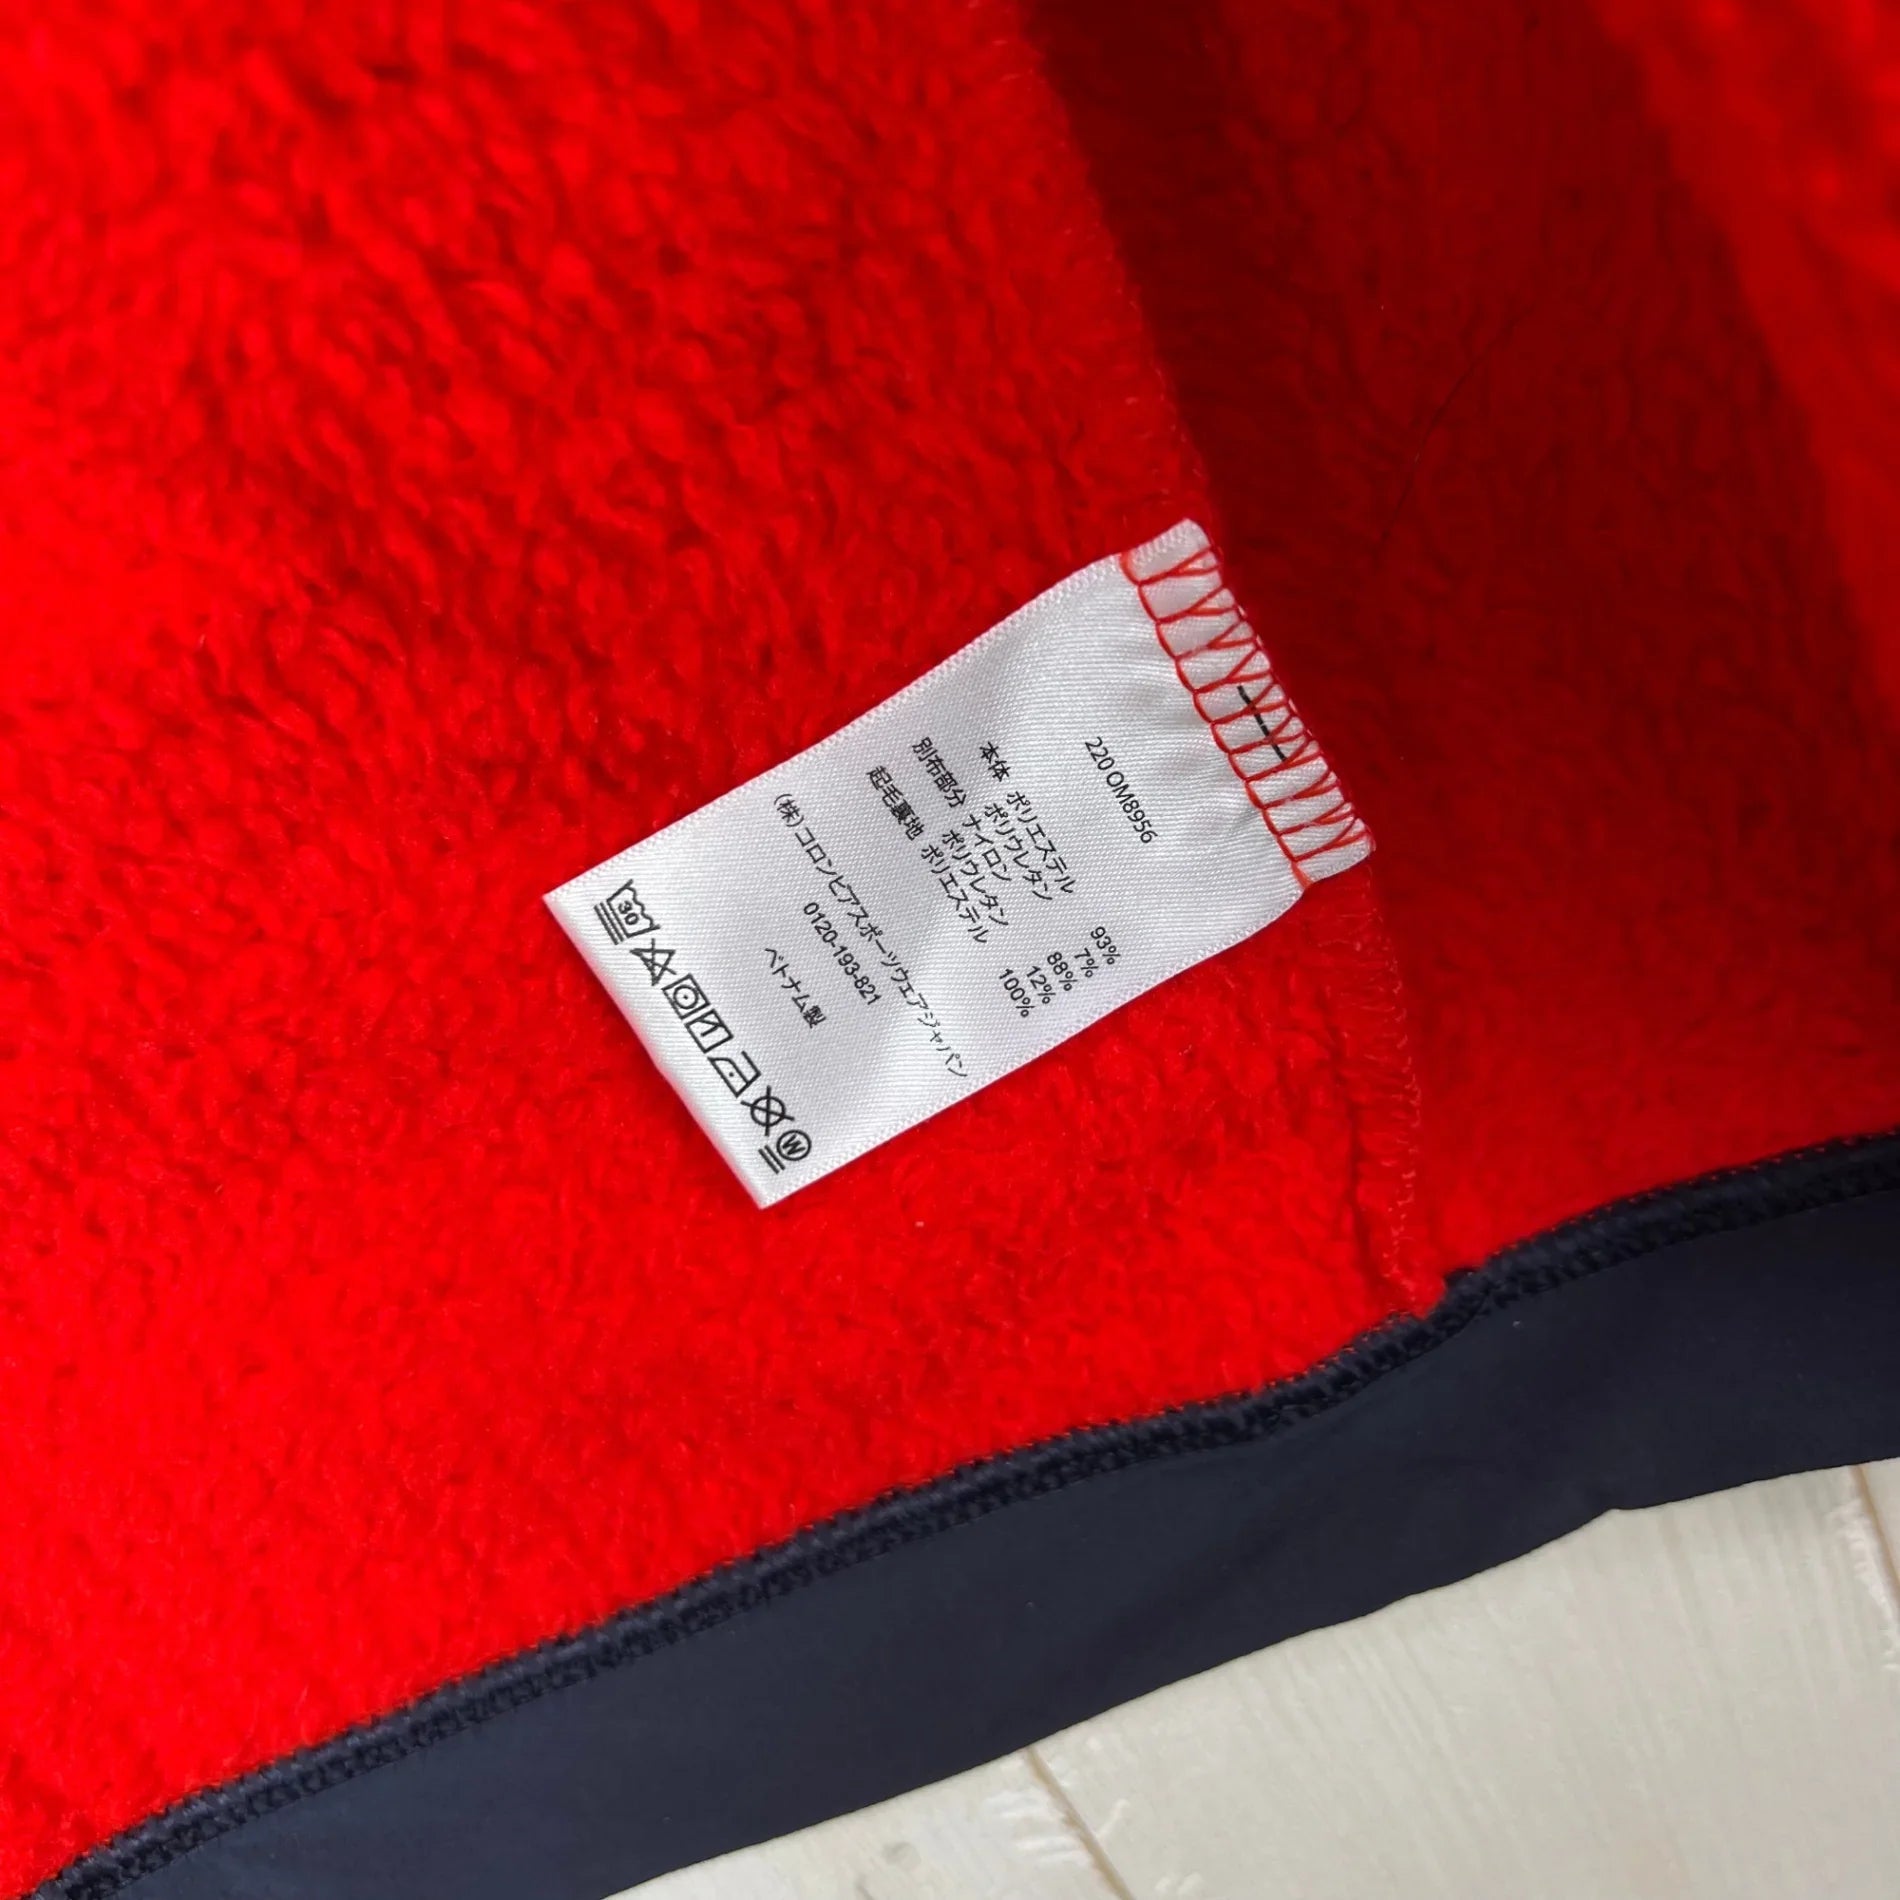 220 OM8956
本体 ポリエステル 93%
ポリウレタン 7%
別布部分 ナイロン 88%
ポリウレタン 12%
起毛裏地 ポリエステル 100%
(株)コロンビアスポーツウェアジャパン
0120-193-821
ベトナム製
30 W